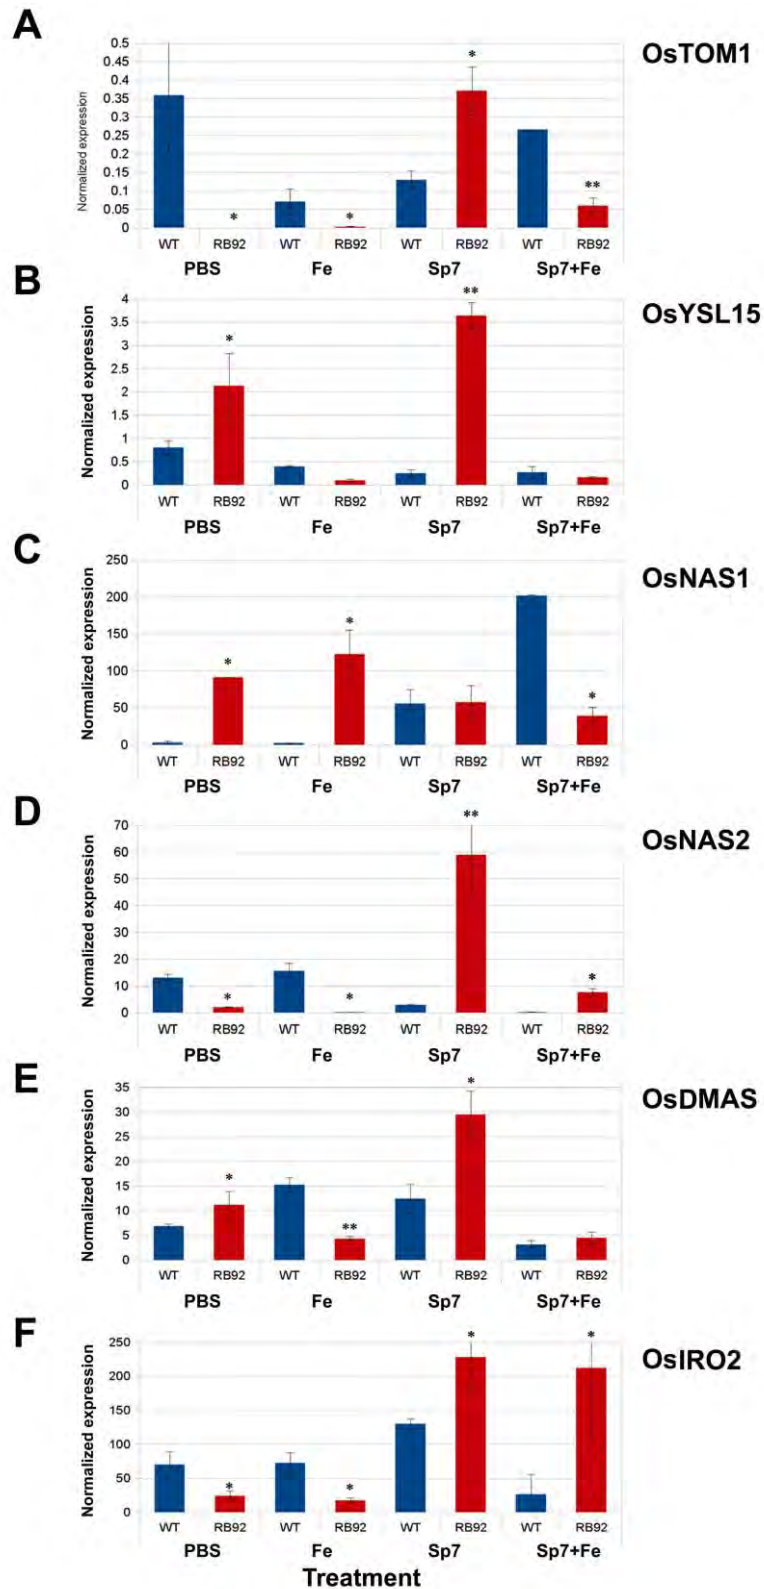 A
OsTOM1
Normalized expression
0.5
0.45
0.4
0.35
0.3
0.25
0.2
0.15
0.1
0.05
0
*
*
*
**
WT RB92 WT RB92 WT RB92 WT RB92
PBS Fe Sp7 Sp7+Fe
B
OsYSL15
Normalized expression
4
3.5
3
2.5
2
1.5
1
0.5
0
*
**
WT RB92 WT RB92 WT RB92 WT RB92
PBS Fe Sp7 Sp7+Fe
C
OsNAS1
Normalized expression
250
200
150
100
50
0
*
*
*
WT RB92 WT RB92 WT RB92 WT RB92
PBS Fe Sp7 Sp7+Fe
D
OsNAS2
Normalized expression
70
60
50
40
30
20
10
0
*
*
**
*
WT RB92 WT RB92 WT RB92 WT RB92
PBS Fe Sp7 Sp7+Fe
E
OsDMAS
Normalized expression
35
30
25
20
15
10
5
0
*
**
*
WT RB92 WT RB92 WT RB92 WT RB92
PBS Fe Sp7 Sp7+Fe
F
OsIRO2
Normalized expression
250
200
150
100
50
0
*
*
*
*
WT RB92 WT RB92 WT RB92 WT RB92
PBS Fe Sp7 Sp7+Fe
Treatment